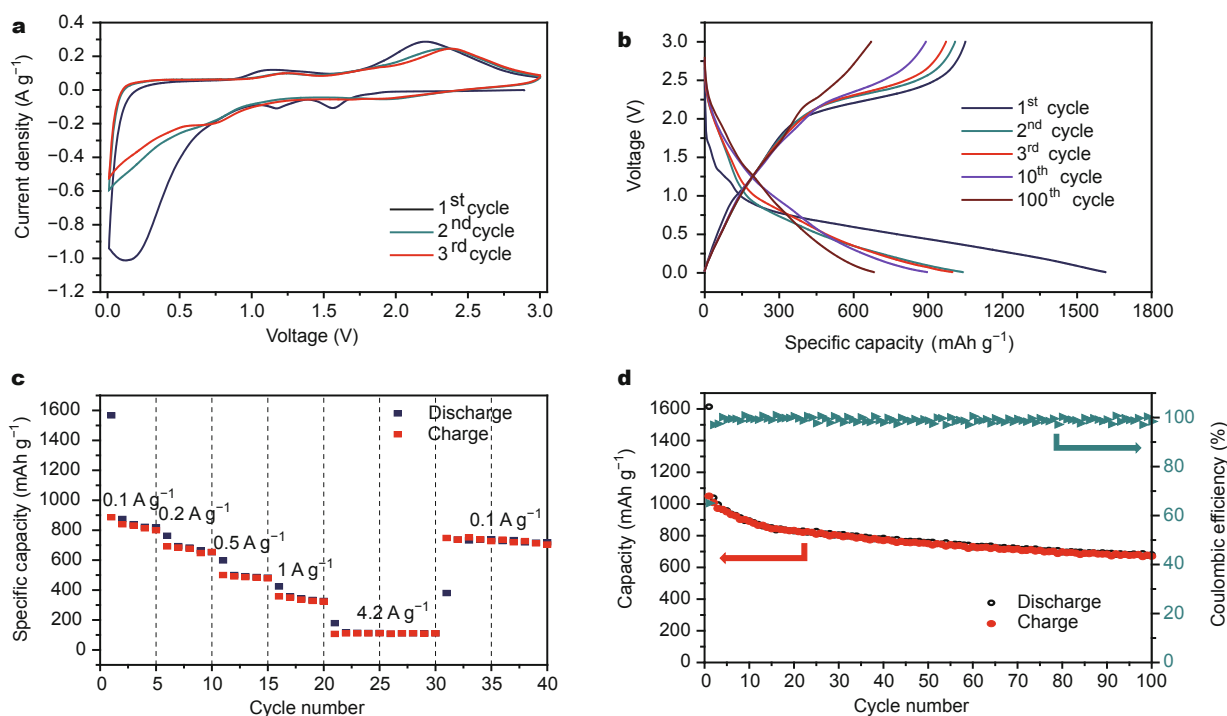 a
0.4
0.2
0.0
−0.2
−0.4
−0.6
−0.8
−1.0
−1.2
Current density (A g⁻¹)
1ˢᵗ cycle
2ⁿᵈ cycle
3ʳᵈ cycle
0.0 0.5 1.0 1.5 2.0 2.5 3.0
Voltage (V)
b
3.0
2.5
2.0
1.5
1.0
0.5
0.0
Voltage (V)
1ˢᵗ cycle
2ⁿᵈ cycle
3ʳᵈ cycle
10ᵗʰ cycle
100ᵗʰ cycle
0 300 600 900 1200 1500 1800
Specific capacity (mAh g⁻¹)
c
1600
1400
1200
1000
800
600
400
200
0
Specific capacity (mAh g⁻¹)
Discharge
Charge
0.1 A g⁻¹
0.2 A g⁻¹
0.5 A g⁻¹
1 A g⁻¹
4.2 A g⁻¹
0.1 A g⁻¹
0 5 10 15 20 25 30 35 40
Cycle number
d
1600
1400
1200
1000
800
600
400
200
0
Capacity (mAh g⁻¹)
Discharge
Charge
100
80
60
40
20
0
Coulombic efficiency (%)
0 10 20 30 40 50 60 70 80 90 100
Cycle number